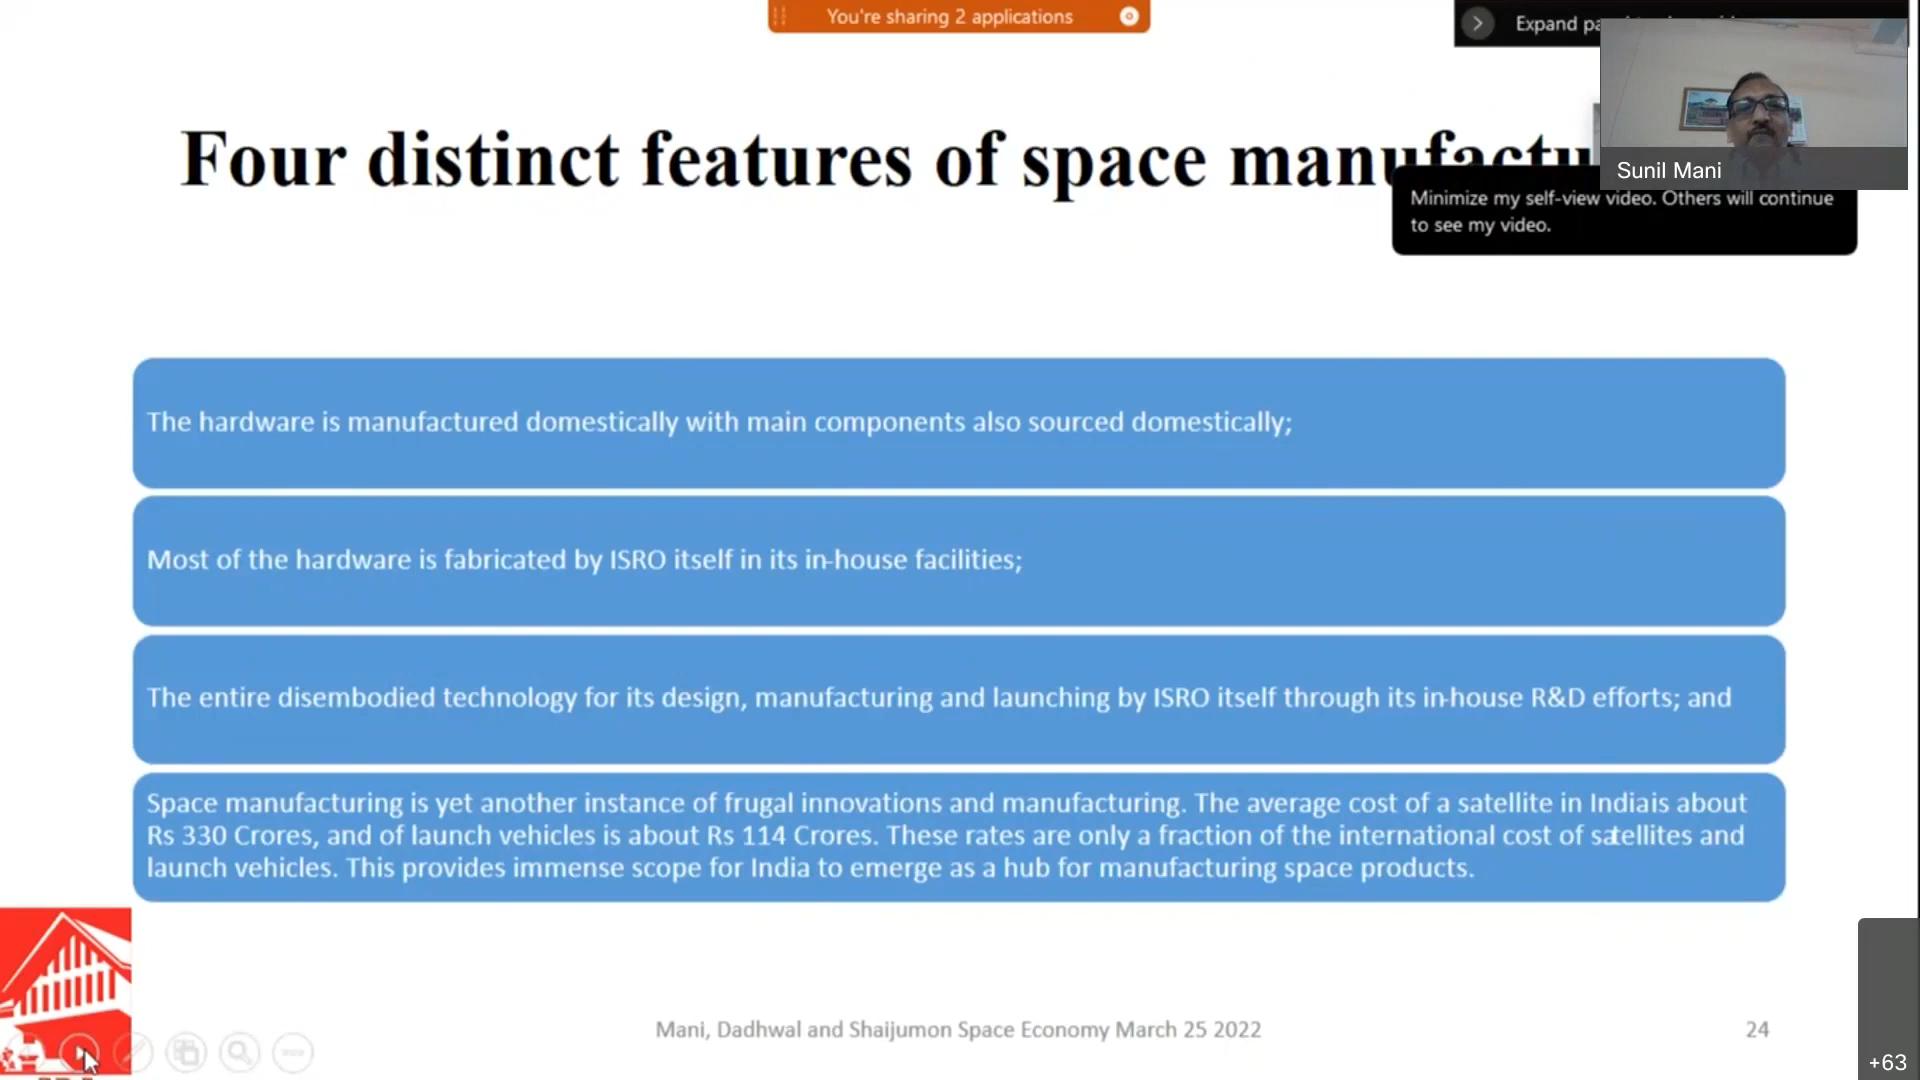 You're sharing 2 applications
Expand
Four distinct features of space
Sunil Mani
Minimize my self-view video. Others will continue
to see my video.
The hardware is manufactured domestically with main components also sourced domestically;
Most of the hardware is fabricated by ISRO itself in its in-house facilities;
The entire disembodied technology for its design, manufacturing and launching by ISRO itself through its in-house R&D efforts; and
Space manufacturing is yet another instance of frugal innovations and manufacturing. The average cost of a satellite in Indiais about
Rs 330 Crores, and of launch vehicles is about Rs 114 Crores. These rates are only a fraction of the international cost of satellites and
launch vehicles. This provides immense scope for India to emerge as a hub for manufacturing space products.
Mani, Dadhwal and Shaijumon Space Economy March 25 2022
24
+63